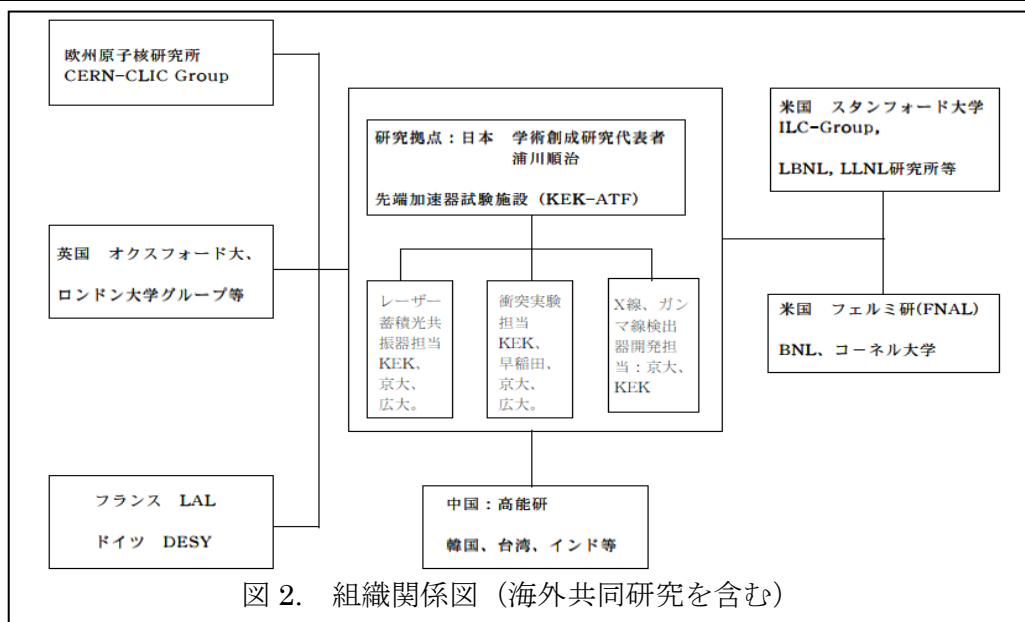 欧州原子核研究所
CERN-CLIC Group
英国　オクスフォード大、
ロンドン大学グループ等
フランス　LAL
ドイツ　DESY
研究拠点：日本　学術創成研究代表者
浦川順治
先端加速器試験施設（KEK-ATF）
レーザー
蓄積光共
振器担当
KEK、
京大、
広大。
衝突実験
担当
KEK、
早稲田、
京大、
広大。
X線、ガン
マ線検出
器開発担
当：京大、
KEK
中国：高能研
韓国、台湾、インド等
米国　スタンフォード大学
ILC-Group,
LBNL, LLNL研究所等
米国　フェルミ研(FNAL)
BNL、コーネル大学
図 2.　組織関係図（海外共同研究を含む）